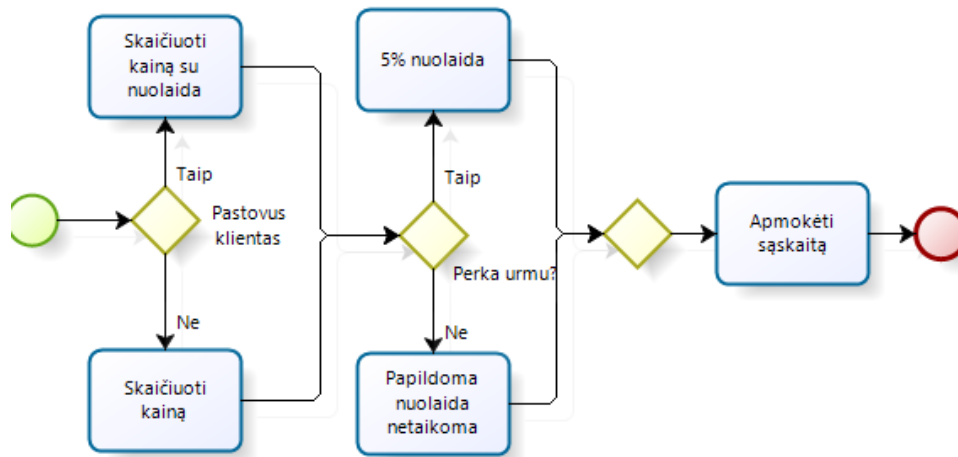 Skaičiuoti
kainą su
nuolaida
Taip
Pastovus
klientas
Ne
Skaičiuoti
kainą
5% nuolaida
Taip
Perka urmu?
Ne
Papildoma
nuolaida
netaikoma
Apmokėti
sąskaitą